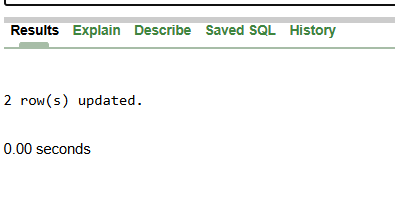 Results Explain Describe Saved SQL History
2 row(s) updated.
0.00 seconds